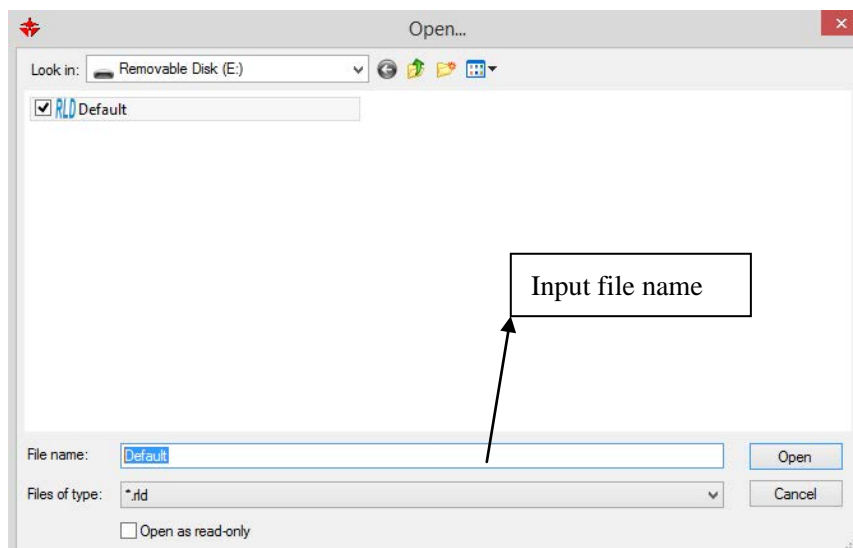 Open...
Look in: Removable Disk (E:)
RLD Default
Input file name
File name: Default Open
Files of type: *.rld Cancel
Open as read-only